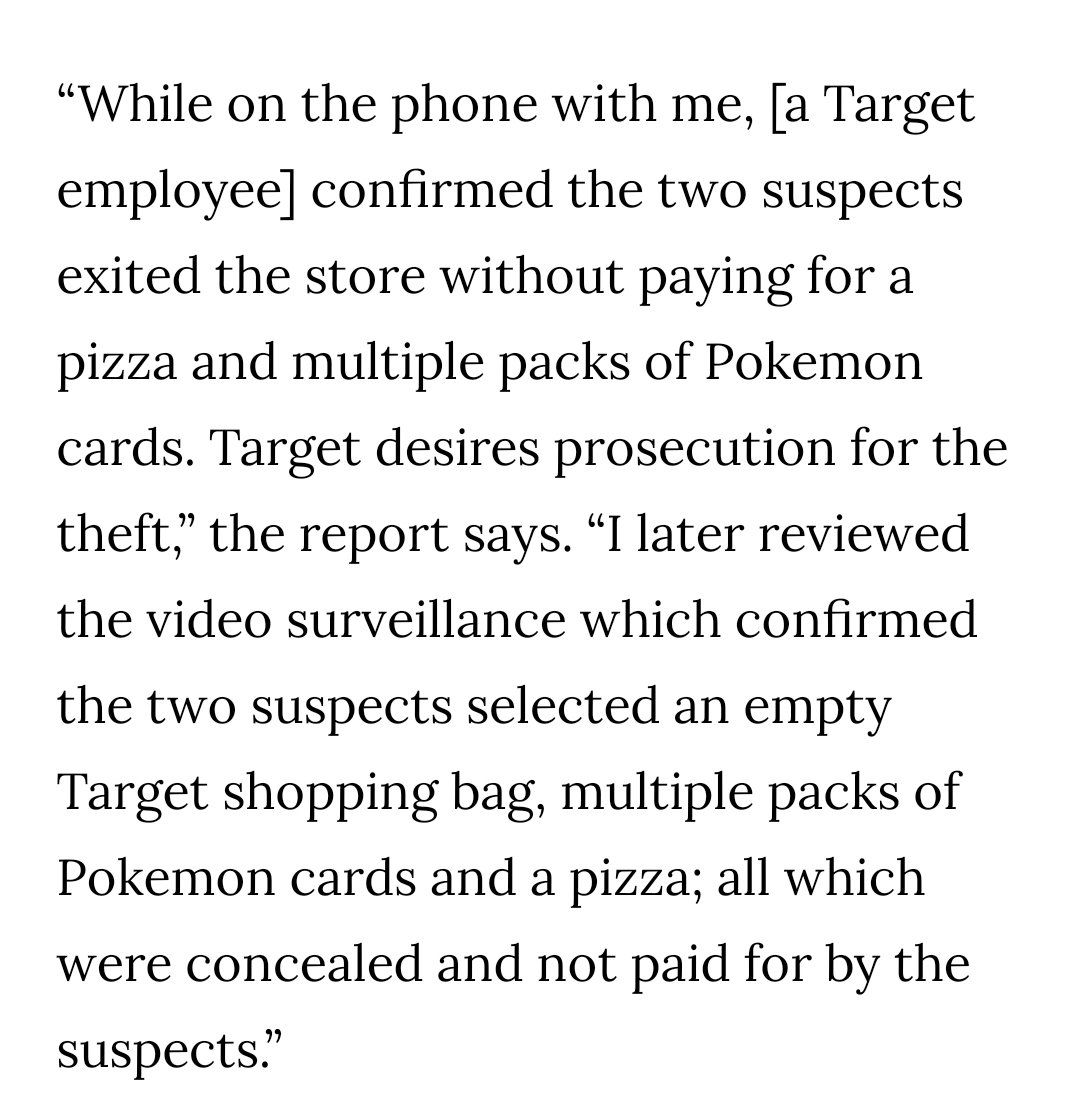 “While on the phone with me, [a Target
employee] confirmed the two suspects
exited the store without paying for a
pizza and multiple packs of Pokemon
cards. Target desires prosecution for the
theft,” the report says. “I later reviewed
the video surveillance which confirmed
the two suspects selected an empty
Target shopping bag, multiple packs of
Pokemon cards and a pizza; all which
were concealed and not paid for by the
suspects.”